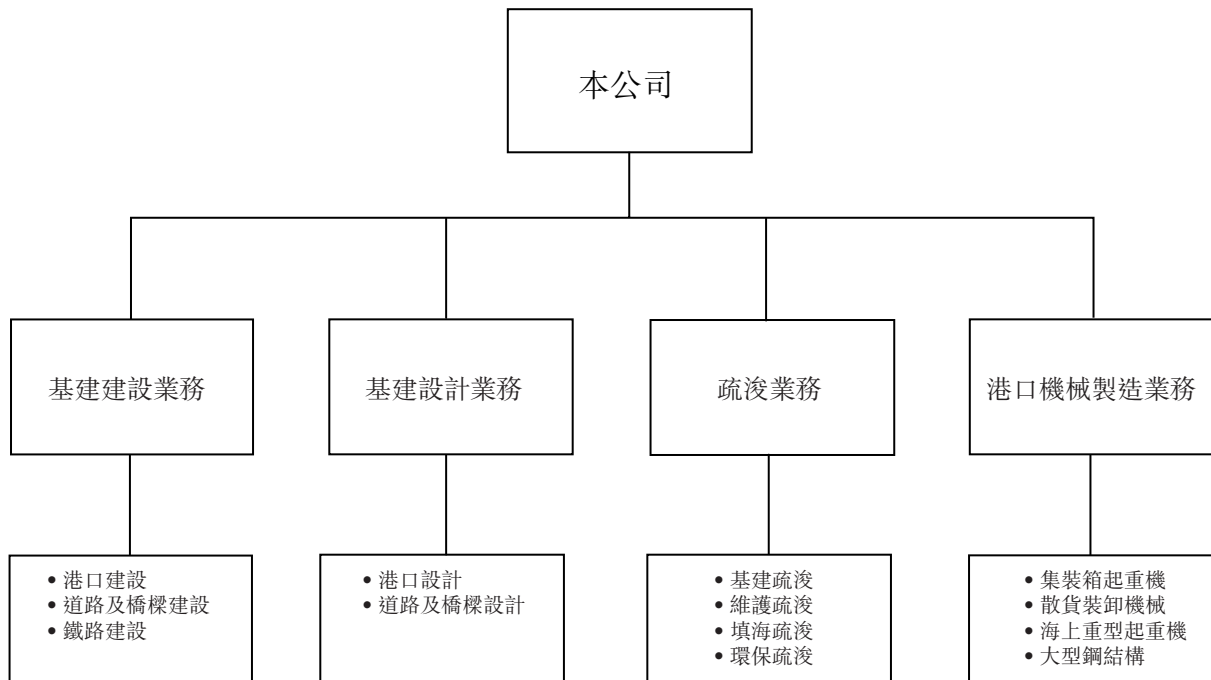 本公司
基建建設業務
基建設計業務
疏浚業務
港口機械製造業務
• 港口建設
• 道路及橋樑建設
• 鐵路建設
• 港口設計
• 道路及橋樑設計
• 基建疏浚
• 維護疏浚
• 填海疏浚
• 環保疏浚
• 集裝箱起重機
• 散貨裝卸機械
• 海上重型起重機
• 大型鋼結構